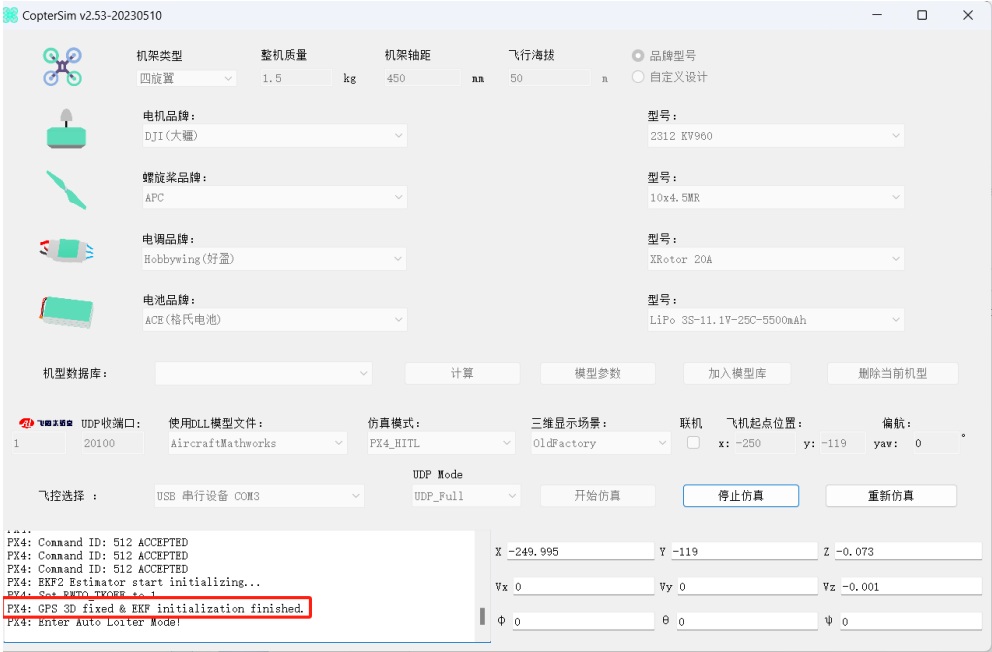 CopterSim v2.53-20230510
机架类型 整机质量 机架轴距 飞行海拔 品牌型号
四旋翼 1.5 kg 450 mm 50 m 自定义设计
电机品牌： 型号：
DJI(大疆) 2312 KV960
螺旋桨品牌： 型号：
APC 10x4.5MR
电调品牌： 型号：
Hobbywing(好盈) XRotor 20A
电池品牌： 型号：
ACE(格氏电池) LiPo 3S-11.1V-25C-5500mAh
机型数据库： 计算 模型参数 加入模型库 删除当前机型
飞思实验室 UDP收端口： 使用DLL模型文件： 仿真模式： 三维显示场景： 联机 飞机起点位置： 偏航：
1 20100 AircraftMathworks PX4_HITL OldFactory x: -250 y: -119 yaw: 0 °
UDP Mode
飞控选择 ： USB 串行设备 COM3 UDP_Full 开始仿真 停止仿真 重新仿真
PX4: Command ID: 512 ACCEPTED
PX4: Command ID: 512 ACCEPTED
PX4: Command ID: 512 ACCEPTED
PX4: EKF2 Estimator start initializing...
PX4: Set RWTO_TKOFF to 1
PX4: GPS 3D fixed & EKF initialization finished.
PX4: Enter Auto Loiter Mode!
X -249.995 Y -119 Z -0.073
Vx 0 Vy 0 Vz -0.001
Φ 0 θ 0 ψ 0